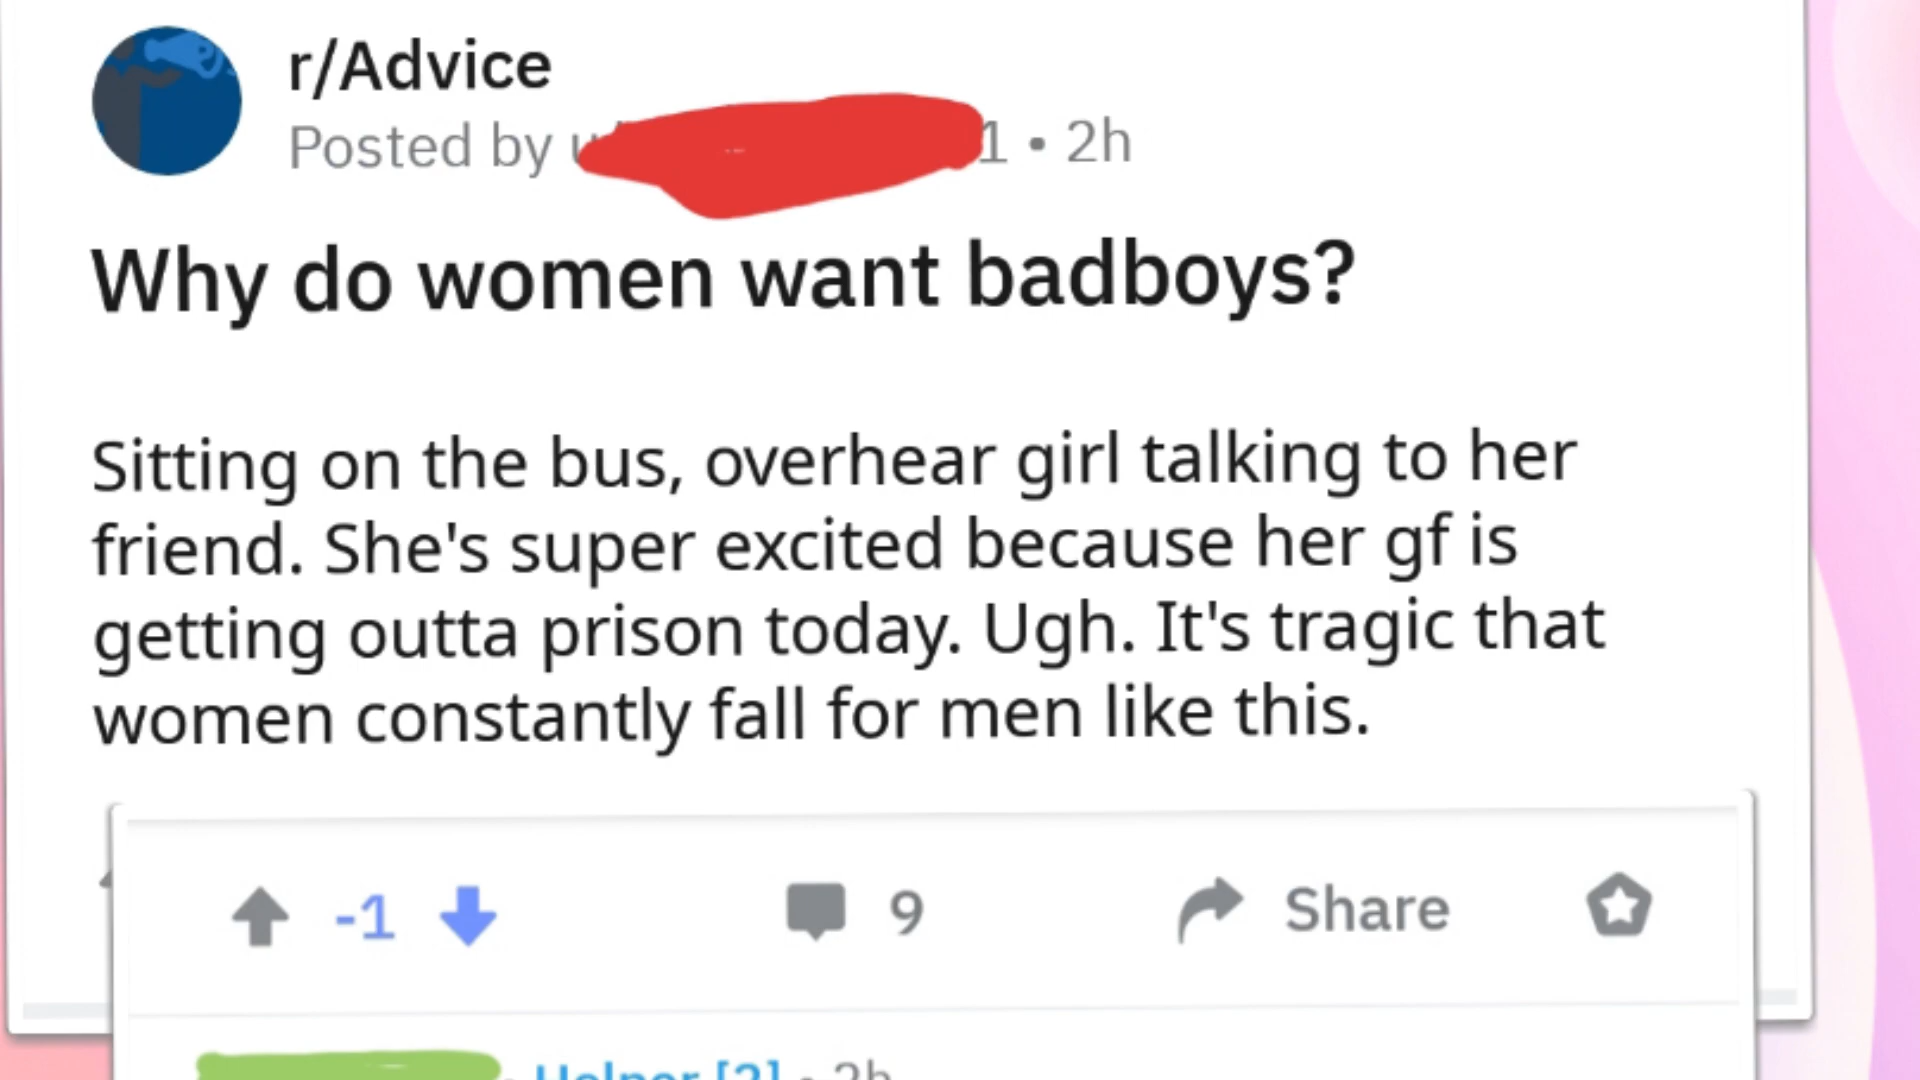 r/Advice
Posted by 1 • 2h
Why do women want badboys?
Sitting on the bus, overhear girl talking to her
friend. She's super excited because her gf is
getting outta prison today. Ugh. It's tragic that
women constantly fall for men like this.
-1 9 Share
Helper [2] • 2h